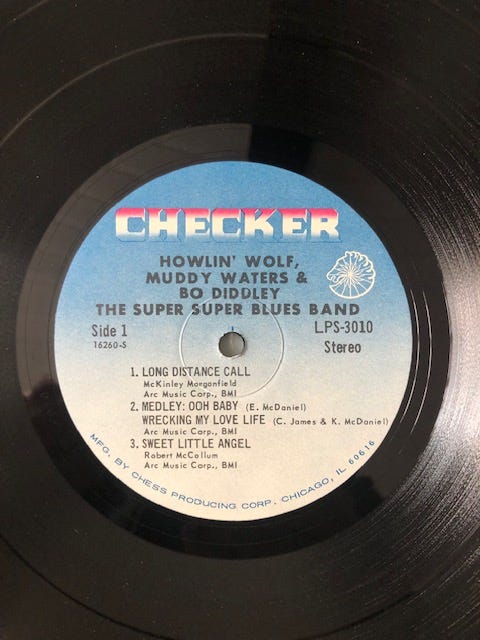 CHECKER
HOWLIN' WOLF,
MUDDY WATERS &
BO DIDDLEY
THE SUPER SUPER BLUES BAND
Side 1
16260-S
LPS-3010
Stereo
1. LONG DISTANCE CALL
McKinley Morganfield
Arc Music Corp., BMI
2. MEDLEY: OOH BABY (E. McDaniel)
WRECKING MY LOVE LIFE (C. James & K. McDaniel)
Arc Music Corp., BMI
3. SWEET LITTLE ANGEL
Robert McCollum
Arc Music Corp., BMI
MFG. BY CHESS PRODUCING CORP. CHICAGO, IL 60616